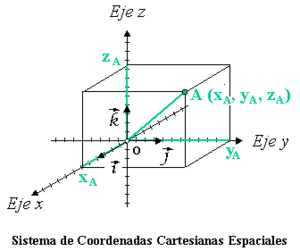 Eje z
z_A
A (x_A, y_A, z_A)
k
o
j
y_A
Eje y
i
x_A
Eje x
Sistema de Coordenadas Cartesianas Espaciales